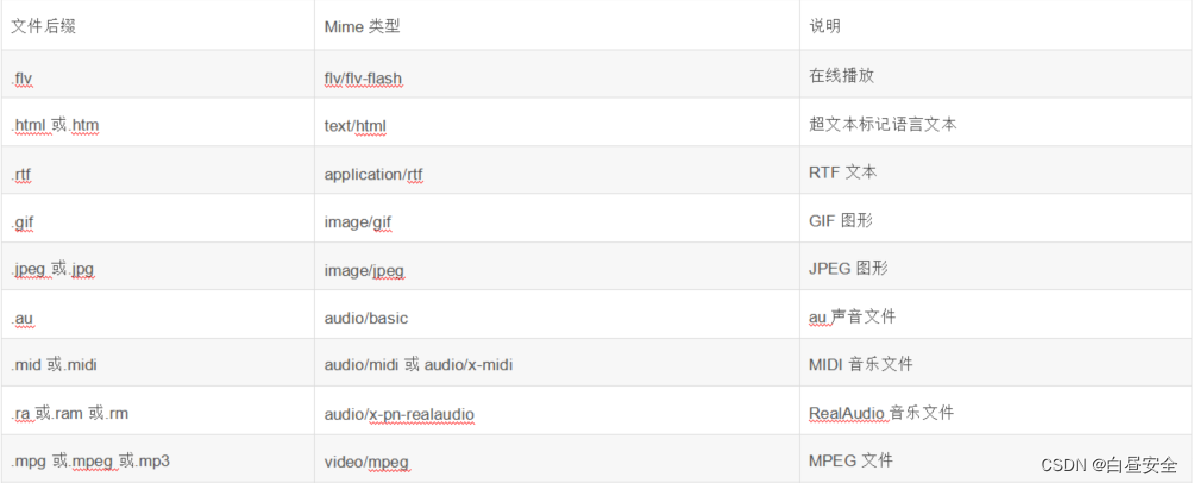 文件后缀 Mime 类型 说明
.flv flv/flv-flash 在线播放
.html 或.htm text/html 超文本标记语言文本
.rtf application/rtf RTF 文本
.gif image/gif GIF 图形
.jpeg 或.jpg image/jpeg JPEG 图形
.au audio/basic au 声音文件
.mid 或.midi audio/midi 或 audio/x-midi MIDI 音乐文件
.ra 或.ram 或.rm audio/x-pn-realaudio RealAudio 音乐文件
.mpg 或.mpeg 或.mp3 video/mpeg MPEG 文件
CSDN @白昼安全